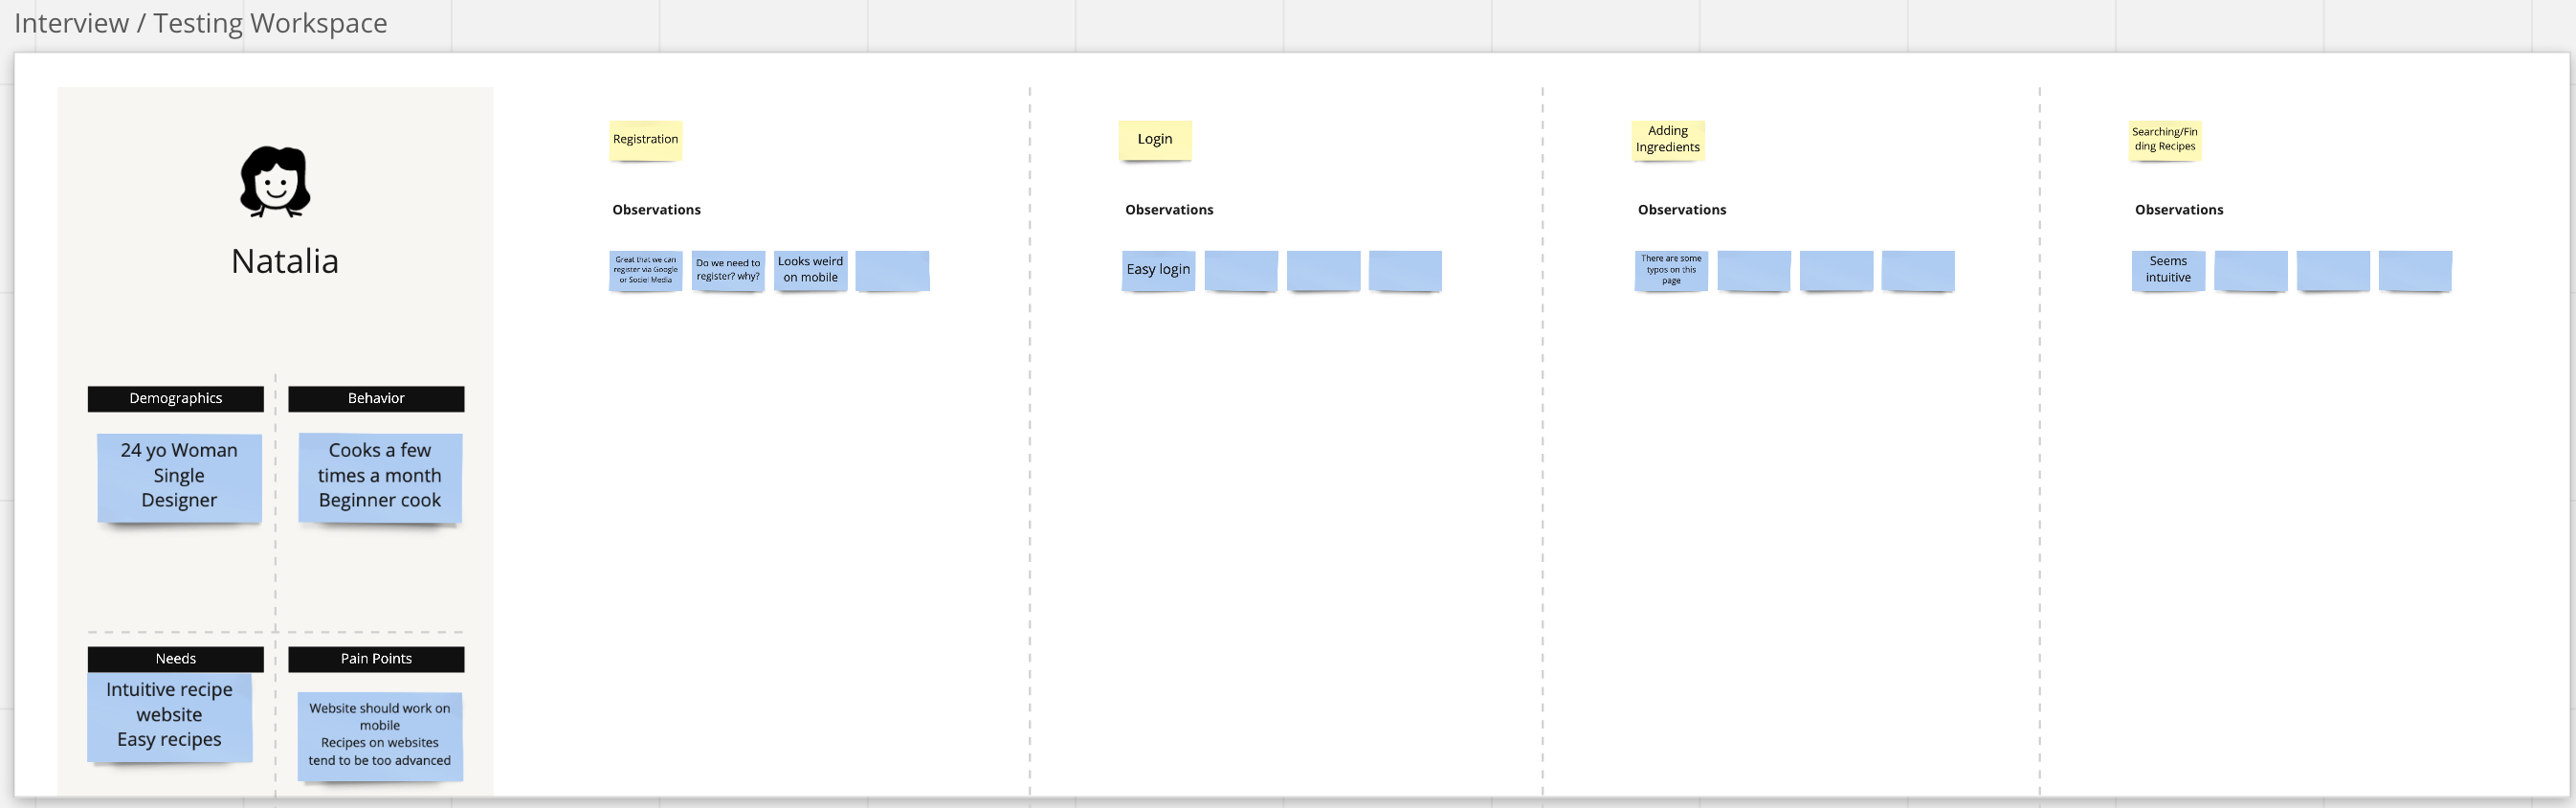 Interview / Testing Workspace
Natalia
Demographics
24 yo Woman
Single
Designer
Behavior
Cooks a few
times a month
Beginner cook
Needs
Intuitive recipe
website
Easy recipes
Pain Points
Website should work on
mobile
Recipes on websites
tend to be too advanced
Registration
Observations
Great that we can
register via Google
or Social Media
Do we need to
register? why?
Looks weird
on mobile
Login
Observations
Easy login
Adding
Ingredients
Observations
There are some
typos on this
page
Searching/Fin
ding Recipes
Observations
Seems
intuitive